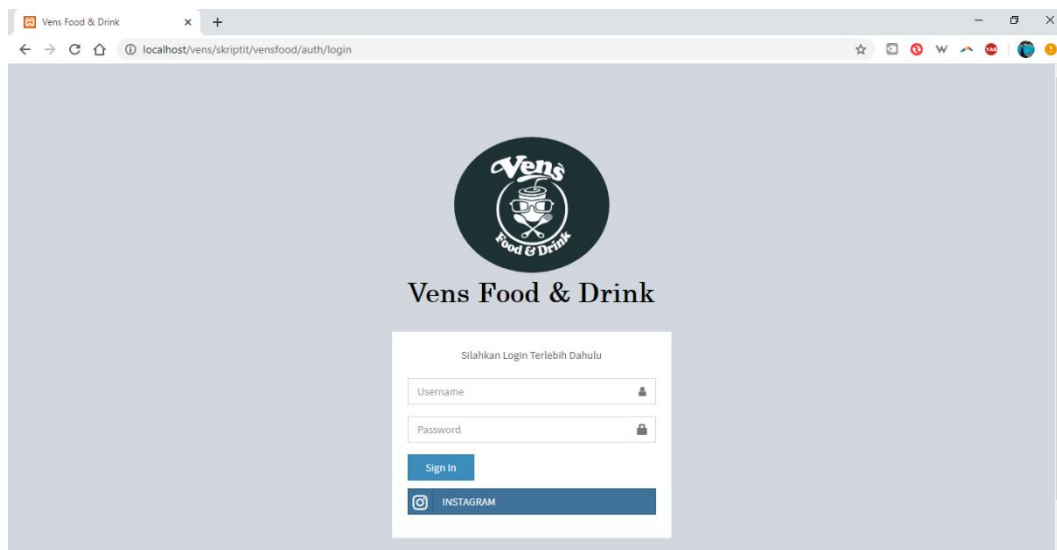 Vens Food & Drink
localhost/vens/skriptit/vensfood/auth/login
Vens
Food & Drink
Vens Food & Drink
Silahkan Login Terlebih Dahulu
Username
Password
Sign In
INSTAGRAM